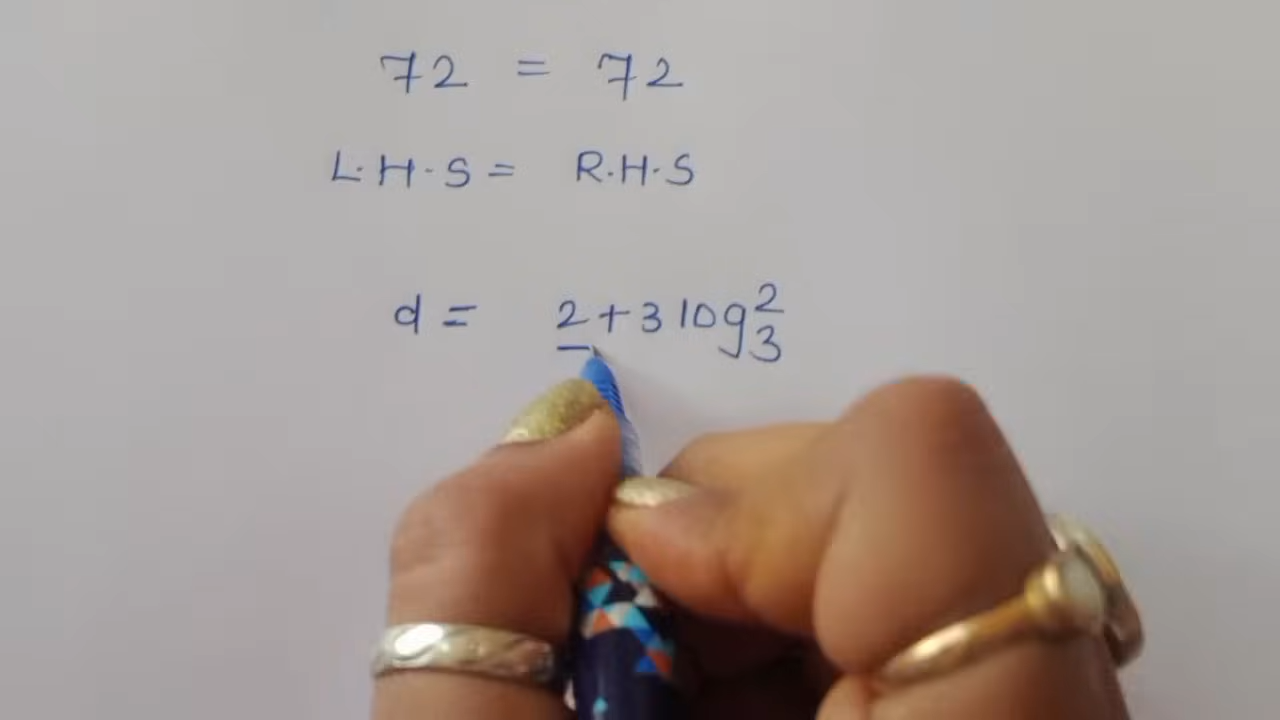 72 = 72
L.H.S = R.H.S
d = 2 + 3 log 2 3